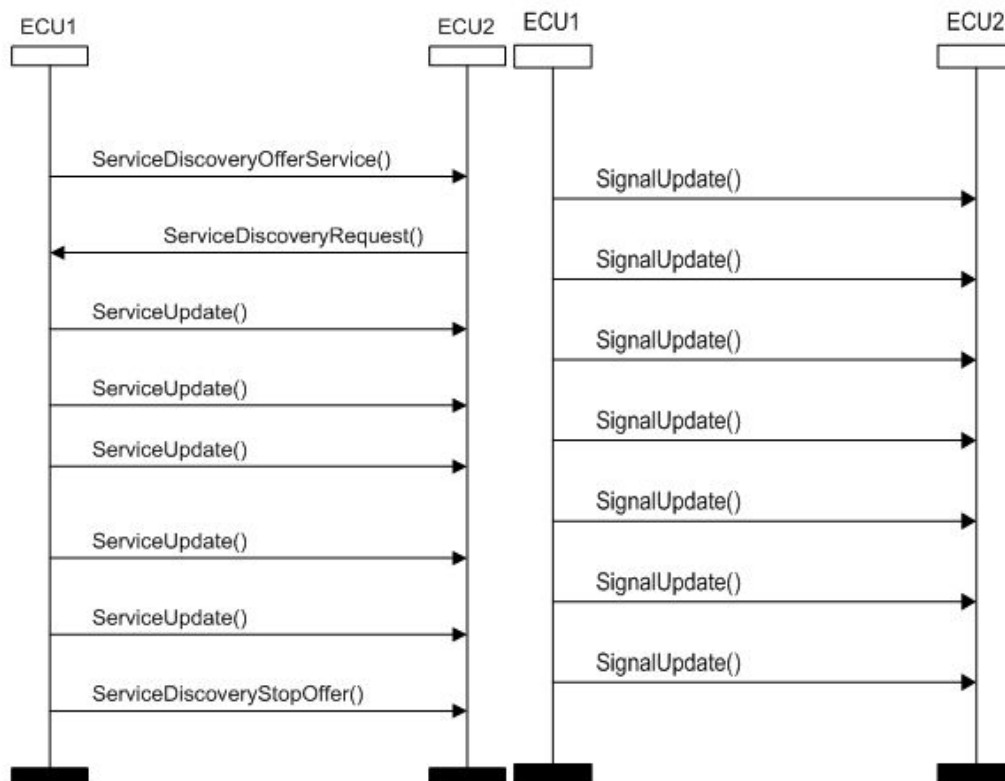 ECU1
ECU2
ServiceDiscoveryOfferService()
ServiceDiscoveryRequest()
ServiceUpdate()
ServiceUpdate()
ServiceUpdate()
ServiceUpdate()
ServiceUpdate()
ServiceDiscoveryStopOffer()
ECU1
ECU2
SignalUpdate()
SignalUpdate()
SignalUpdate()
SignalUpdate()
SignalUpdate()
SignalUpdate()
SignalUpdate()